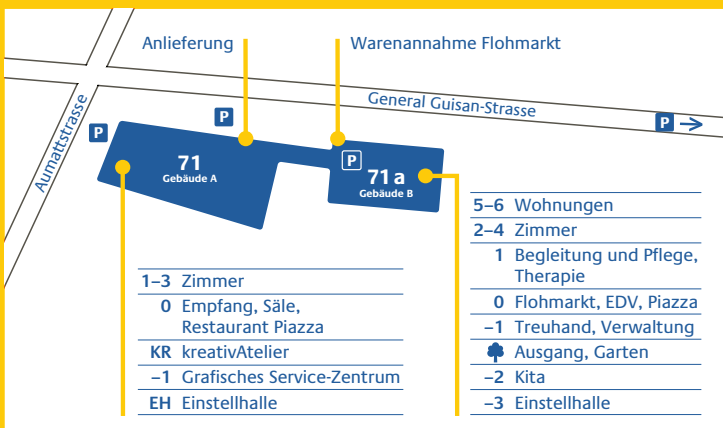 Anlieferung
Warenannahme Flohmarkt
General Guisan-Strasse
P →
Aumattstrasse
P
P
71
Gebäude A
P
71 a
Gebäude B
1–3 Zimmer
0 Empfang, Säle,
Restaurant Piazza
KR kreativAtelier
–1 Grafisches Service-Zentrum
EH Einstellhalle
5–6 Wohnungen
2–4 Zimmer
1 Begleitung und Pflege,
Therapie
0 Flohmarkt, EDV, Piazza
–1 Treuhand, Verwaltung
Ausgang, Garten
–2 Kita
–3 Einstellhalle